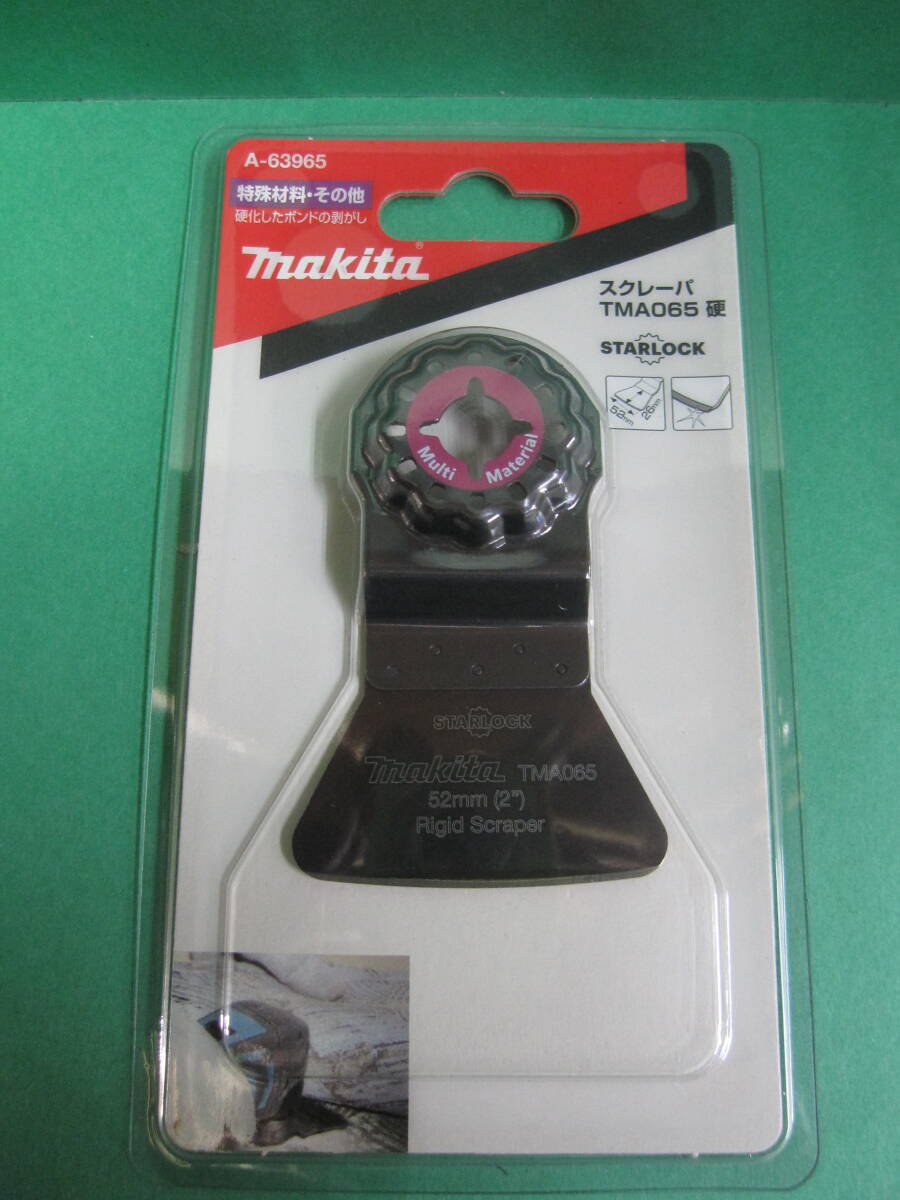 A-63965
特殊材料・その他
硬化したボンドの剥がし
makita®
スクレーパ
TMA065 硬
STARLOCK
52mm 26mm
Multi Material
STARLOCK
makita TMA065
52mm (2")
Rigid Scraper